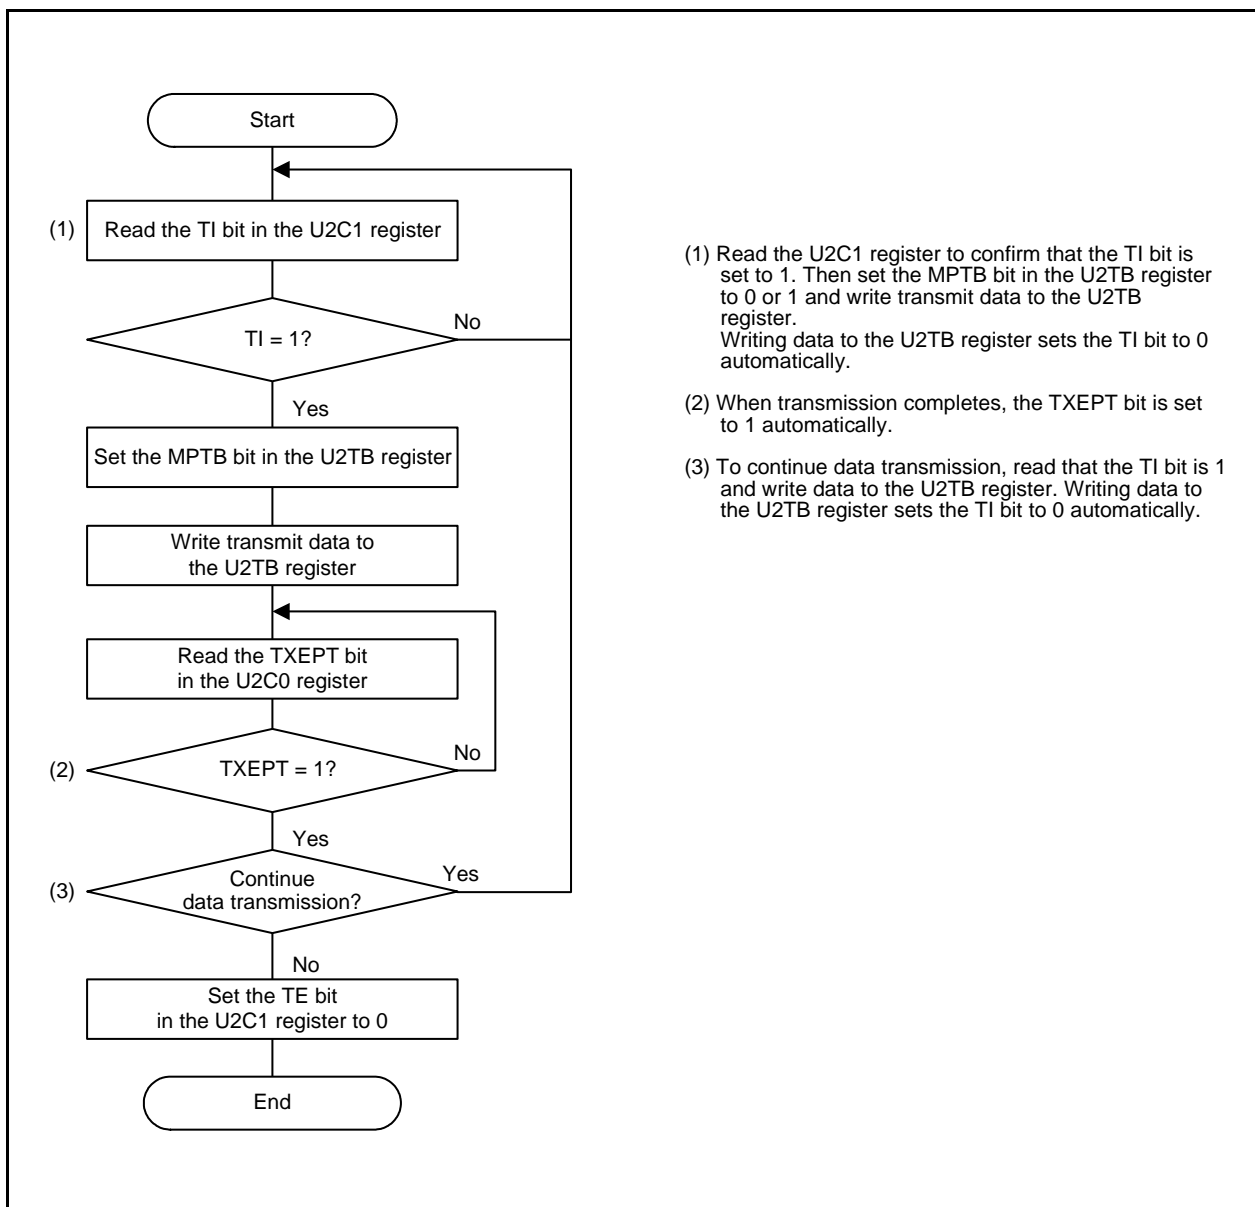 Start
(1)
Read the TI bit in the U2C1 register
TI = 1?
No
Yes
Set the MPTB bit in the U2TB register
Write transmit data to
the U2TB register
Read the TXEPT bit
in the U2C0 register
(2)
TXEPT = 1?
No
Yes
(3)
Continue
data transmission?
Yes
No
Set the TE bit
in the U2C1 register to 0
End
(1) Read the U2C1 register to confirm that the TI bit is
set to 1. Then set the MPTB bit in the U2TB register
to 0 or 1 and write transmit data to the U2TB
register.
Writing data to the U2TB register sets the TI bit to 0
automatically.
(2) When transmission completes, the TXEPT bit is set
to 1 automatically.
(3) To continue data transmission, read that the TI bit is 1
and write data to the U2TB register. Writing data to
the U2TB register sets the TI bit to 0 automatically.